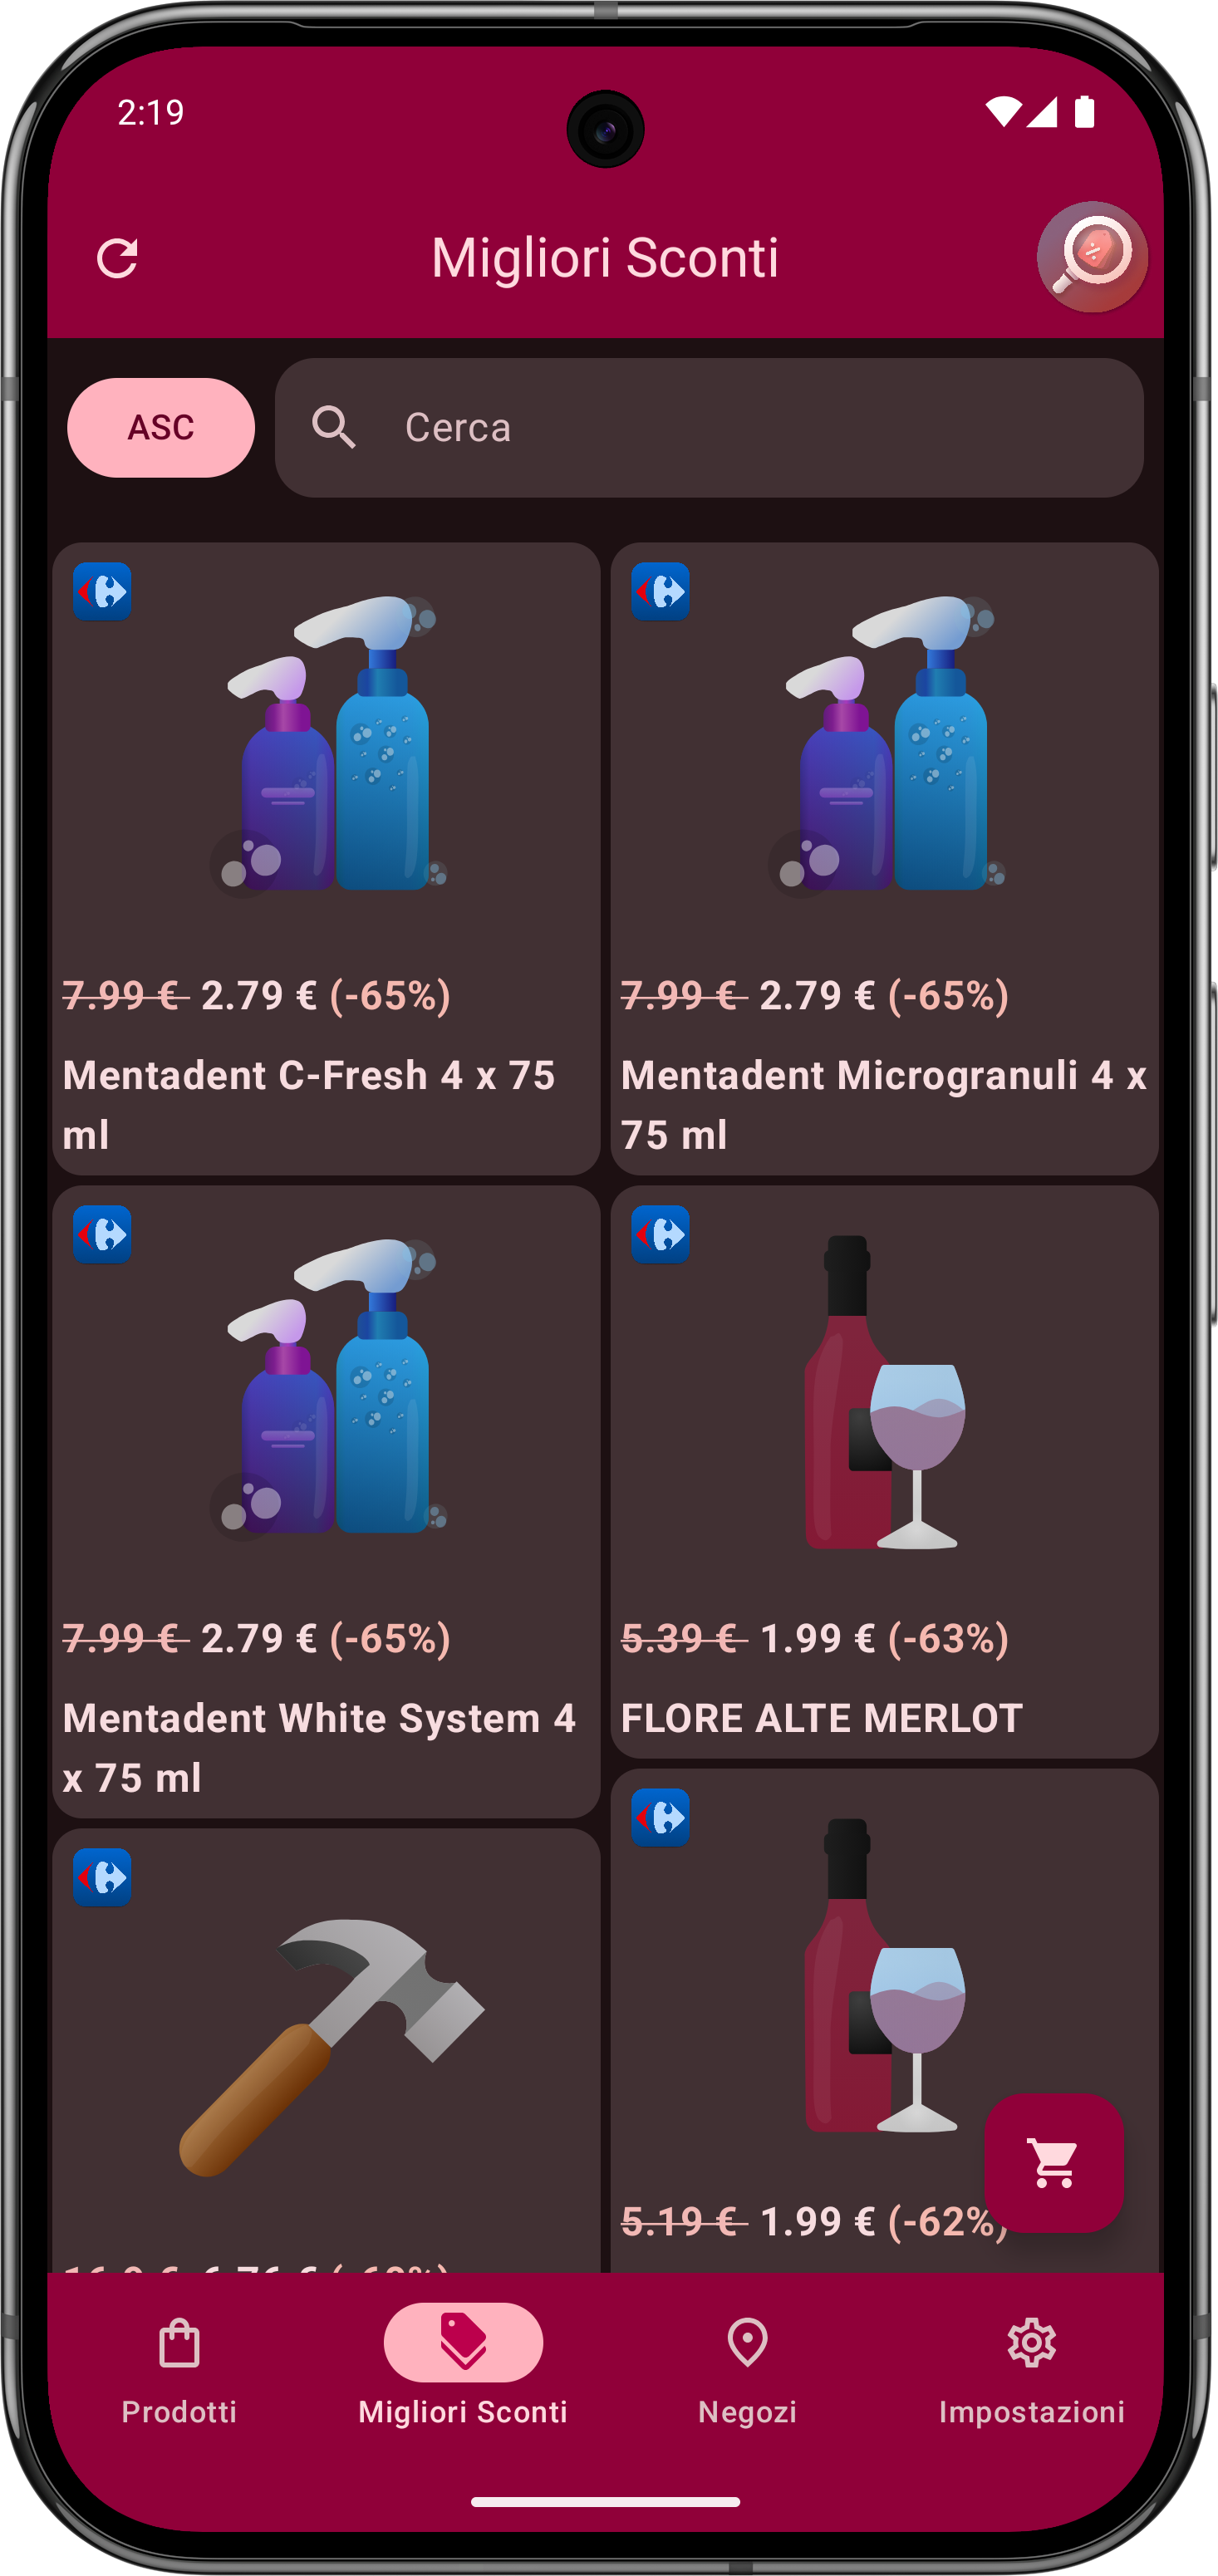 2:19
Migliori Sconti
ASC
Cerca
7.99 € 2.79 € (-65%)
Mentadent C-Fresh 4 x 75
ml
7.99 € 2.79 € (-65%)
Mentadent Microgranuli 4 x
75 ml
7.99 € 2.79 € (-65%)
Mentadent White System 4
x 75 ml
5.39 € 1.99 € (-63%)
FLORE ALTE MERLOT
5.19 € 1.99 € (-62%)
Prodotti
Migliori Sconti
Negozi
Impostazioni